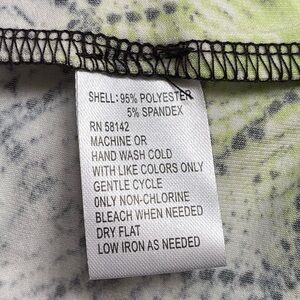 SHELL: 95% POLYESTER
5% SPANDEX
RN 58142
MACHINE OR
HAND WASH COLD
WITH LIKE COLORS ONLY
GENTLE CYCLE
ONLY NON-CHLORINE
BLEACH WHEN NEEDED
DRY FLAT
LOW IRON AS NEEDED